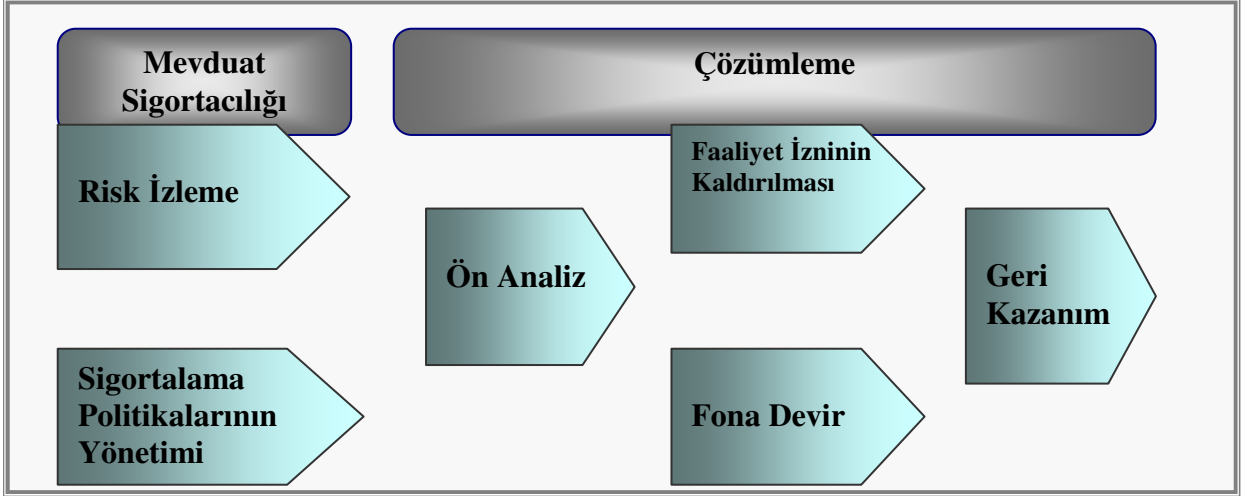 Mevduat
Sigortacılığı
Çözümleme
Risk İzleme
Sigortalama
Politikalarının
Yönetimi
Ön Analiz
Faaliyet İzninin
Kaldırılması
Fona Devir
Geri
Kazanım